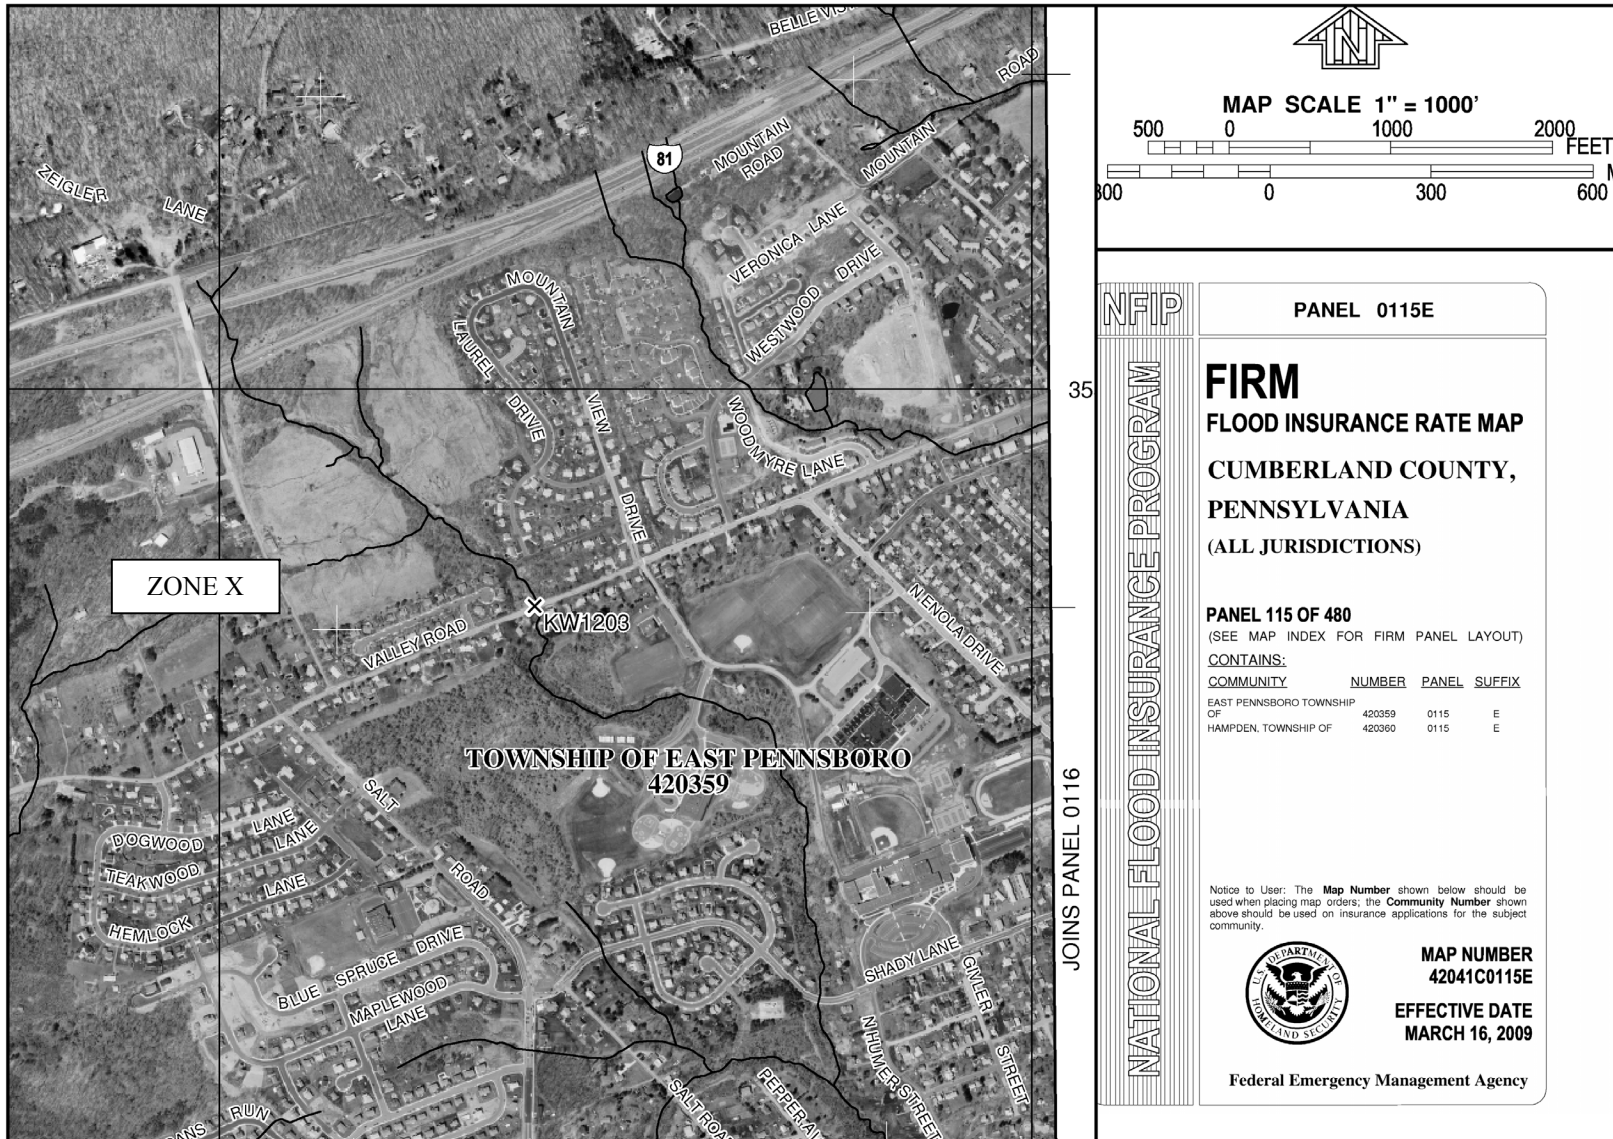 BELLE VIST
ROAD
MOUNTAIN
ROAD
MOUNTAIN
81
ZEIGLER
LANE
VERONICA LANE
WESTWOOD DRIVE
MOUNTAIN
VIEW
DRIVE
LAUREL
DRIVE
WOODMYRE LANE
35
ZONE X
KW1203
VALLEY ROAD
N ENOLA DRIVE
TOWNSHIP OF EAST PENNSBORO
420359
SALT
ROAD
DOGWOOD LANE
TEAKWOOD LANE
HEMLOCK LANE
BLUE SPRUCE DRIVE
MAPLEWOOD
LANE
SHADY LANE
GIVLER
STREET
N HUMER STREET
SALT ROA
RUN
JOINS PANEL 0116
N
MAP SCALE 1" = 1000'
500 0 1000 2000
FEET
300 0 300 600
NFIP
NATIONAL FLOOD INSURANCE PROGRAM
PANEL 0115E
FIRM
FLOOD INSURANCE RATE MAP
CUMBERLAND COUNTY,
PENNSYLVANIA
(ALL JURISDICTIONS)
PANEL 115 OF 480
(SEE MAP INDEX FOR FIRM PANEL LAYOUT)
CONTAINS:
COMMUNITY NUMBER PANEL SUFFIX
EAST PENNSBORO TOWNSHIP
OF 420359 0115 E
HAMPDEN, TOWNSHIP OF 420360 0115 E
Notice to User: The Map Number shown below should be
used when placing map orders; the Community Number shown
above should be used on insurance applications for the subject
community.
U.S. DEPARTMENT OF
HOMELAND SECURITY
MAP NUMBER
42041C0115E
EFFECTIVE DATE
MARCH 16, 2009
Federal Emergency Management Agency